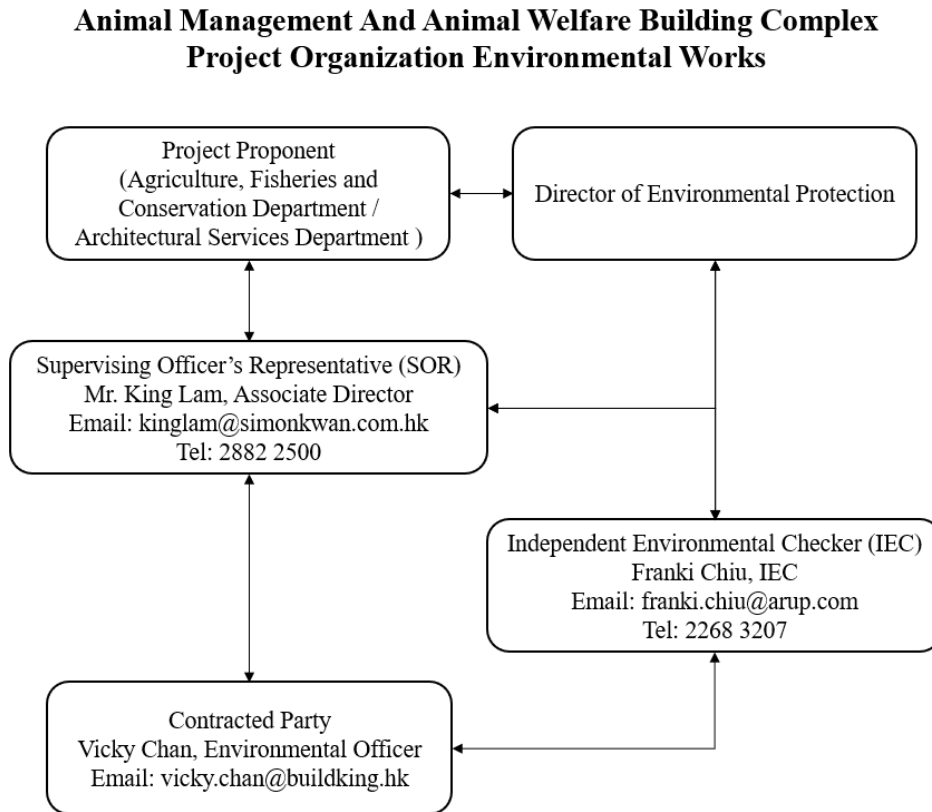 Animal Management And Animal Welfare Building Complex
Project Organization Environmental Works
Project Proponent
(Agriculture, Fisheries and
Conservation Department /
Architectural Services Department )
Director of Environmental Protection
Supervising Officer’s Representative (SOR)
Mr. King Lam, Associate Director
Email: kinglam@simonkwan.com.hk
Tel: 2882 2500
Independent Environmental Checker (IEC)
Franki Chiu, IEC
Email: franki.chiu@arup.com
Tel: 2268 3207
Contracted Party
Vicky Chan, Environmental Officer
Email: vicky.chan@buildking.hk